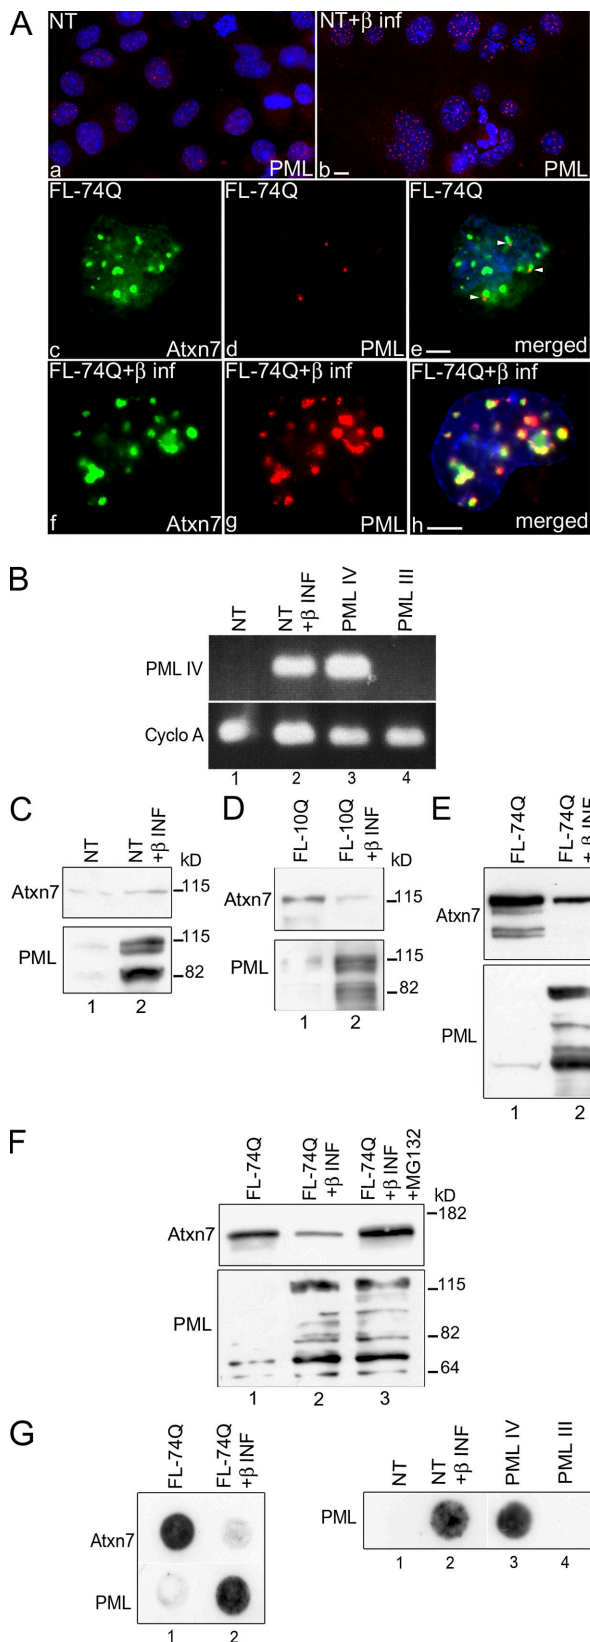 A
NT
NT+β inf
a
PML
b
PML
FL-74Q
FL-74Q
FL-74Q
c
Atxn7
d
PML
e
merged
FL-74Q+β inf
FL-74Q+β inf
FL-74Q+β inf
f
Atxn7
g
PML
h
merged
B
NT
NT
+β INF
PML IV
PML III
PML IV
Cyclo A
1 2 3 4
C
NT
NT
+β INF
kD
Atxn7
115
PML
115
82
1 2
D
FL-10Q
FL-10Q
+β INF
kD
Atxn7
115
PML
115
82
1 2
E
FL-74Q
FL-74Q
+β INF
Atxn7
PML
1 2
F
FL-74Q
FL-74Q
+β INF
FL-74Q
+β INF
+MG132
kD
182
Atxn7
PML
115
82
64
1 2 3
G
FL-74Q
FL-74Q
+β INF
Atxn7
PML
1 2
NT
NT
+β INF
PML IV
PML III
PML
1 2 3 4